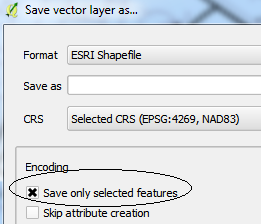 Save vector layer as...
Format ESRI Shapefile
Save as
CRS Selected CRS (EPSG:4269, NAD83)
Encoding
Save only selected features
Skip attribute creation